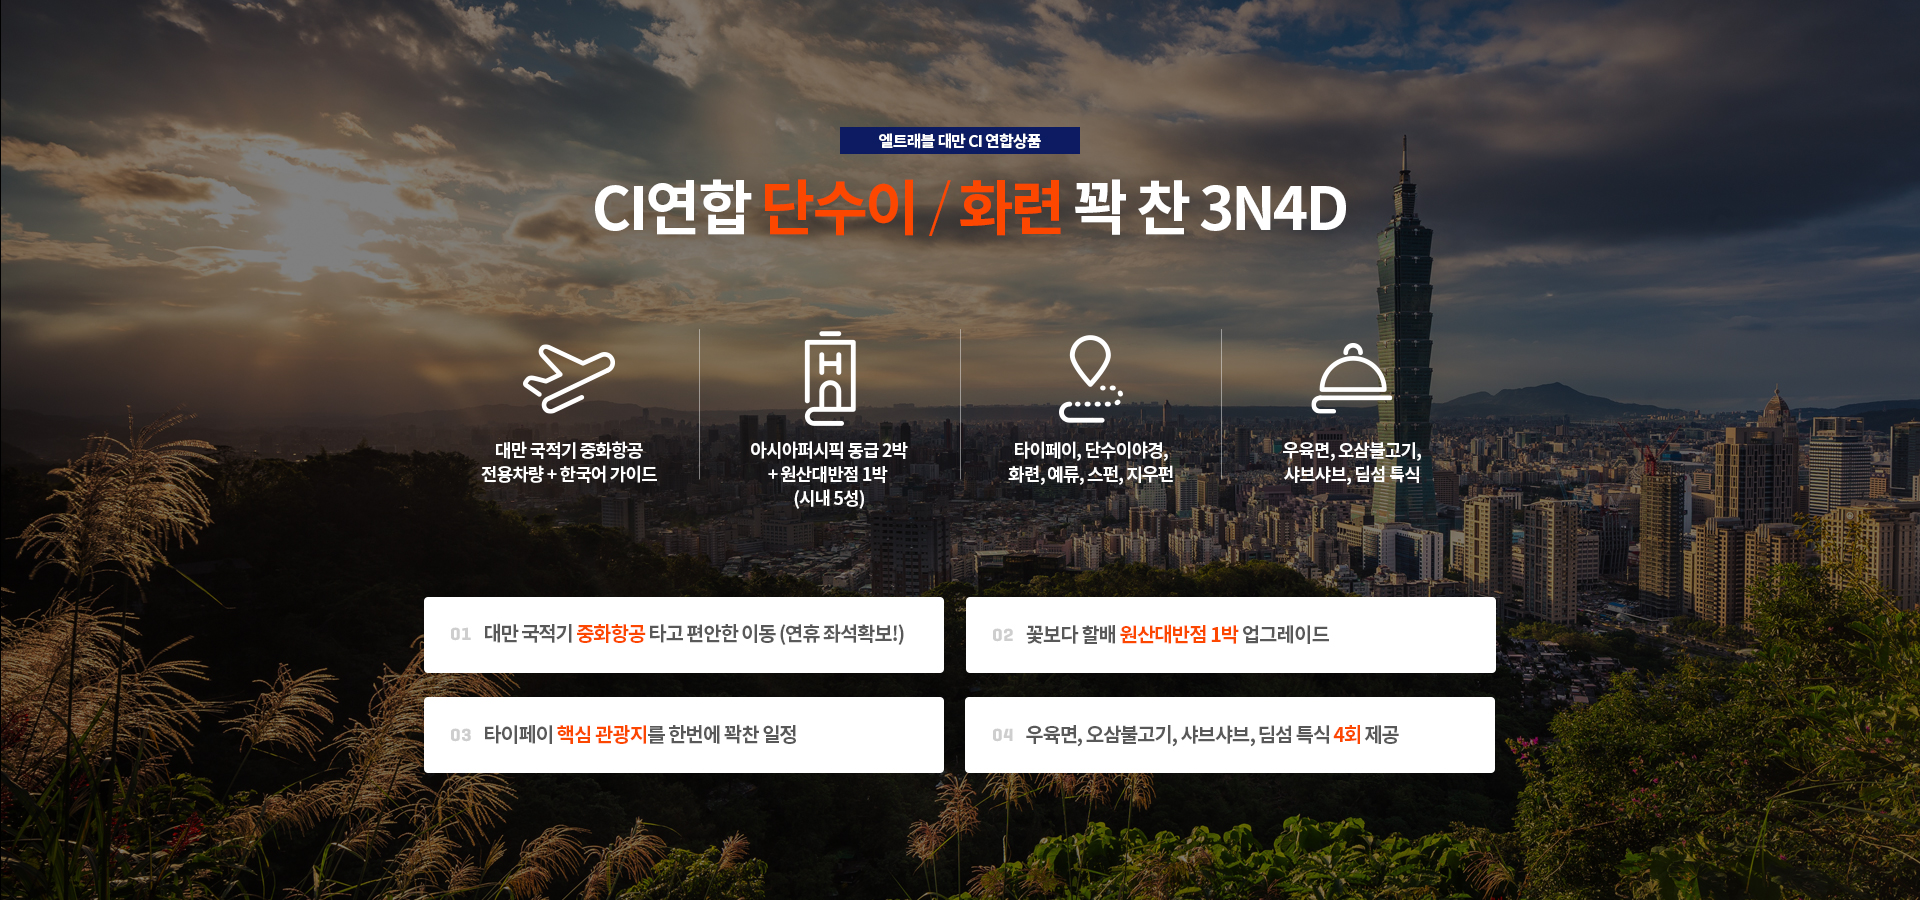 엘트래블 대만 CI 연합상품
CI연합 단수이 / 화련 꽉 찬 3N4D
대만 국적기 중화항공
전용차량 + 한국어 가이드
아시아퍼시픽 동급 2박
+ 원산대반점 1박
(시내 5성)
타이페이, 단수이야경,
화련, 예류, 스펀, 지우펀
우육면, 오삼불고기,
샤브샤브, 딤섬 특식
01 대만 국적기 중화항공 타고 편안한 이동 (연휴 좌석확보!)
02 꽃보다 할배 원산대반점 1박 업그레이드
03 타이페이 핵심 관광지를 한번에 꽉찬 일정
04 우육면, 오삼불고기, 샤브샤브, 딤섬 특식 4회 제공